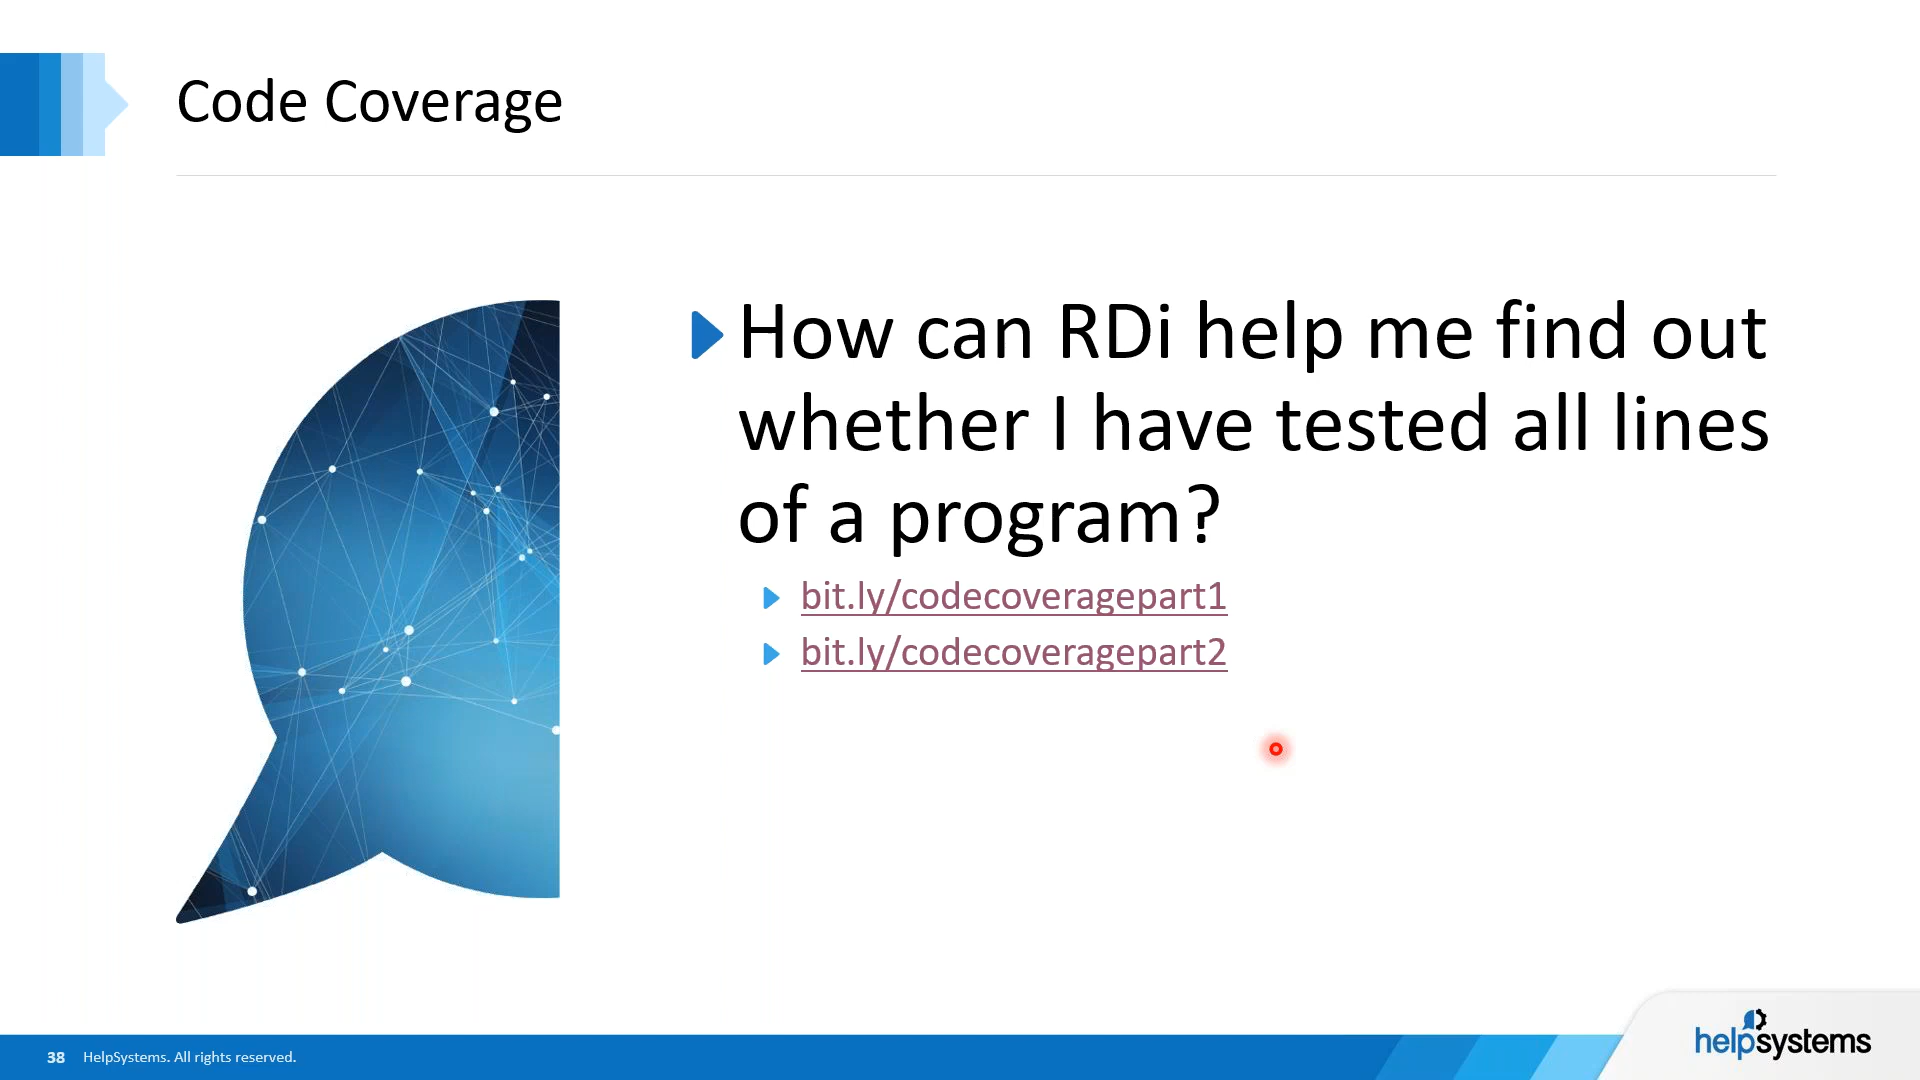 Code Coverage
How can RDi help me find out
whether I have tested all lines
of a program?
bit.ly/codecoveragepart1
bit.ly/codecoveragepart2
38 HelpSystems. All rights reserved.
helpsystems